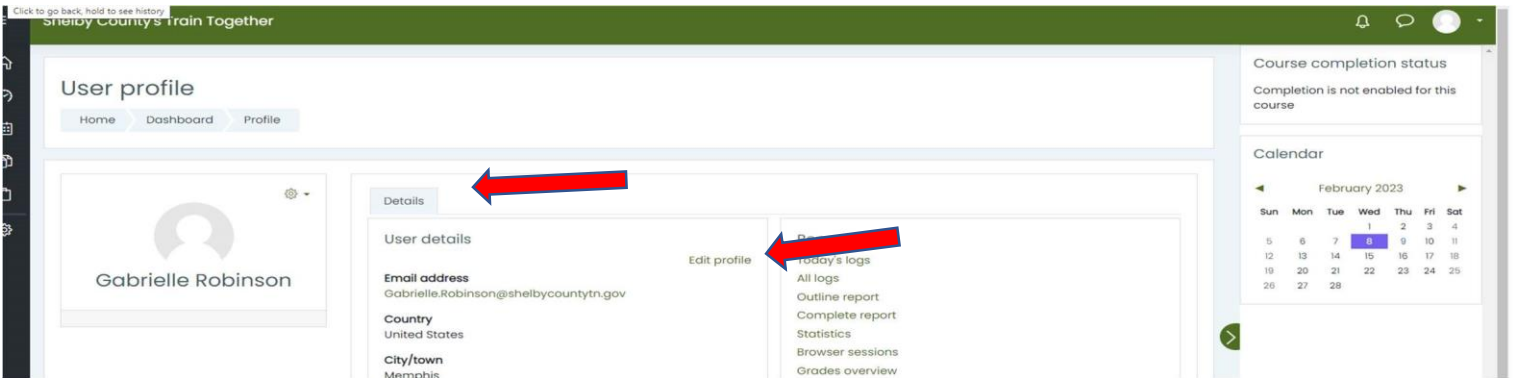 Click to go back, hold to see history
Shelby County's Train Together
User profile
Home Dashboard Profile
Gabrielle Robinson
Details
User details
Edit profile
Email address
Gabrielle.Robinson@shelbycountytn.gov
Country
United States
City/town
Memphis
Today's logs
All logs
Outline report
Complete report
Statistics
Browser sessions
Grades overview
Course completion status
Completion is not enabled for this
course
Calendar
February 2023
Sun Mon Tue Wed Thu Fri Sat
1 2 3 4
5 6 7 8 9 10 11
12 13 14 15 16 17 18
19 20 21 22 23 24 25
26 27 28